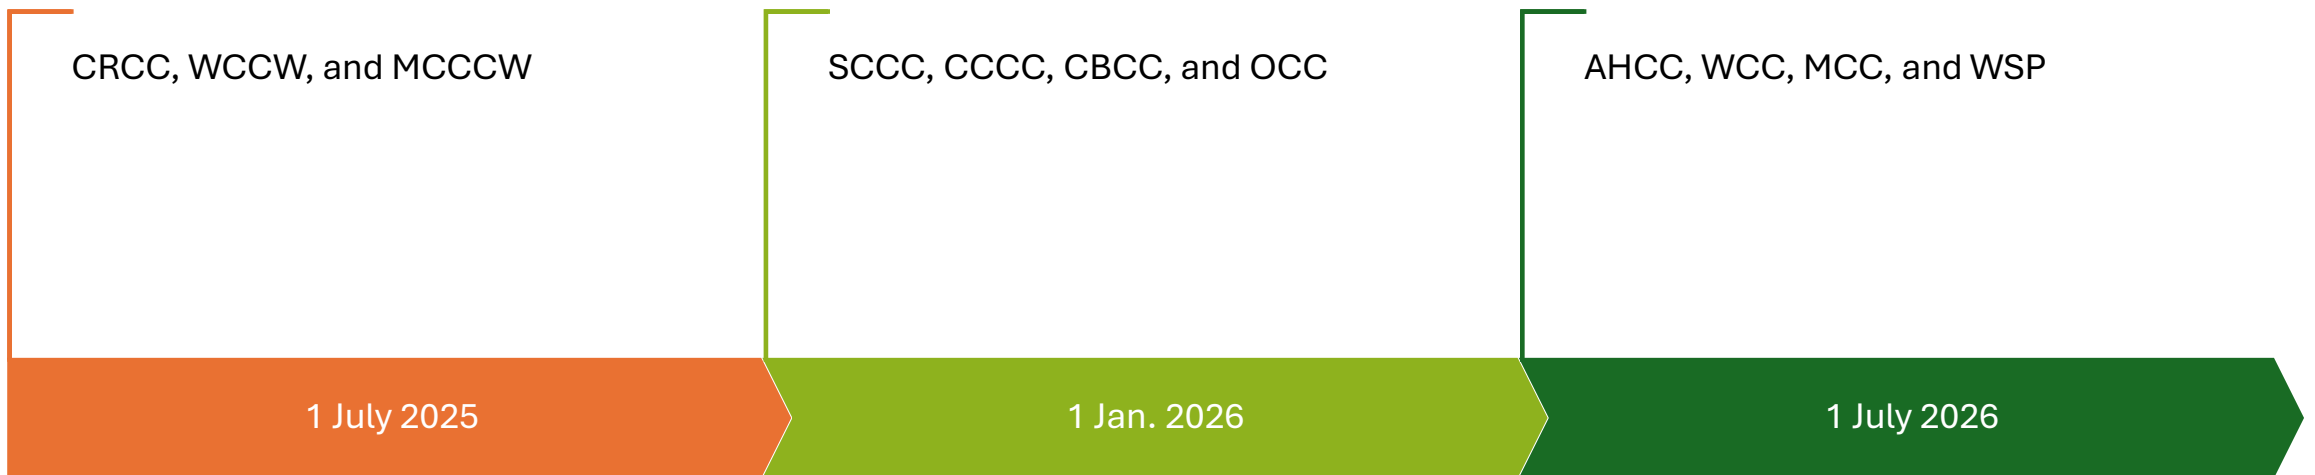 CRCC, WCCW, and MCCCW
SCCC, CCCC, CBCC, and OCC
AHCC, WCC, MCC, and WSP
1 July 2025
1 Jan. 2026
1 July 2026